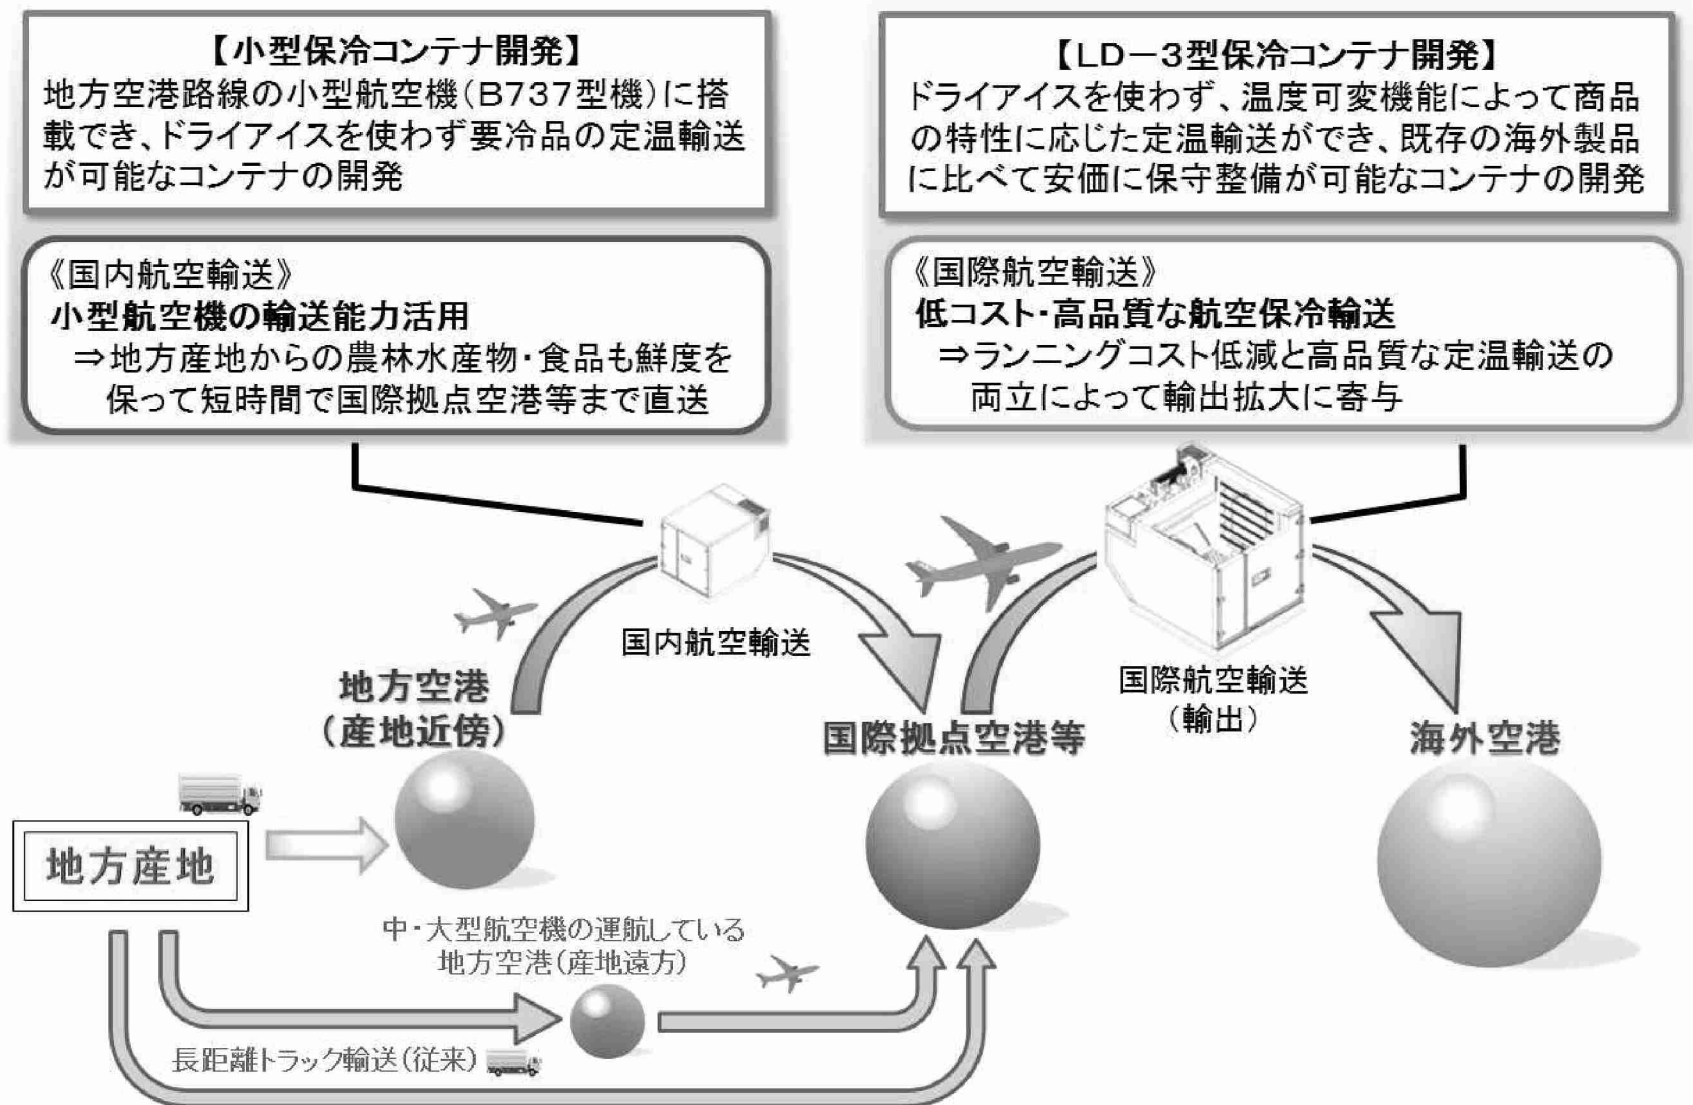 【小型保冷コンテナ開発】
地方空港路線の小型航空機(B737型機)に搭
載でき、ドライアイスを使わず要冷品の定温輸送
が可能なコンテナの開発
《国内航空輸送》
小型航空機の輸送能力活用
⇒地方産地からの農林水産物・食品も鮮度を
保って短時間で国際拠点空港等まで直送
【LD－3型保冷コンテナ開発】
ドライアイスを使わず、温度可変機能によって商品
の特性に応じた定温輸送ができ、既存の海外製品
に比べて安価に保守整備が可能なコンテナの開発
《国際航空輸送》
低コスト・高品質な航空保冷輸送
⇒ランニングコスト低減と高品質な定温輸送の
両立によって輸出拡大に寄与
国内航空輸送
国際航空輸送
(輸出)
地方空港
(産地近傍)
国際拠点空港等
海外空港
地方産地
中・大型航空機の運航している
地方空港(産地遠方)
長距離トラック輸送(従来)